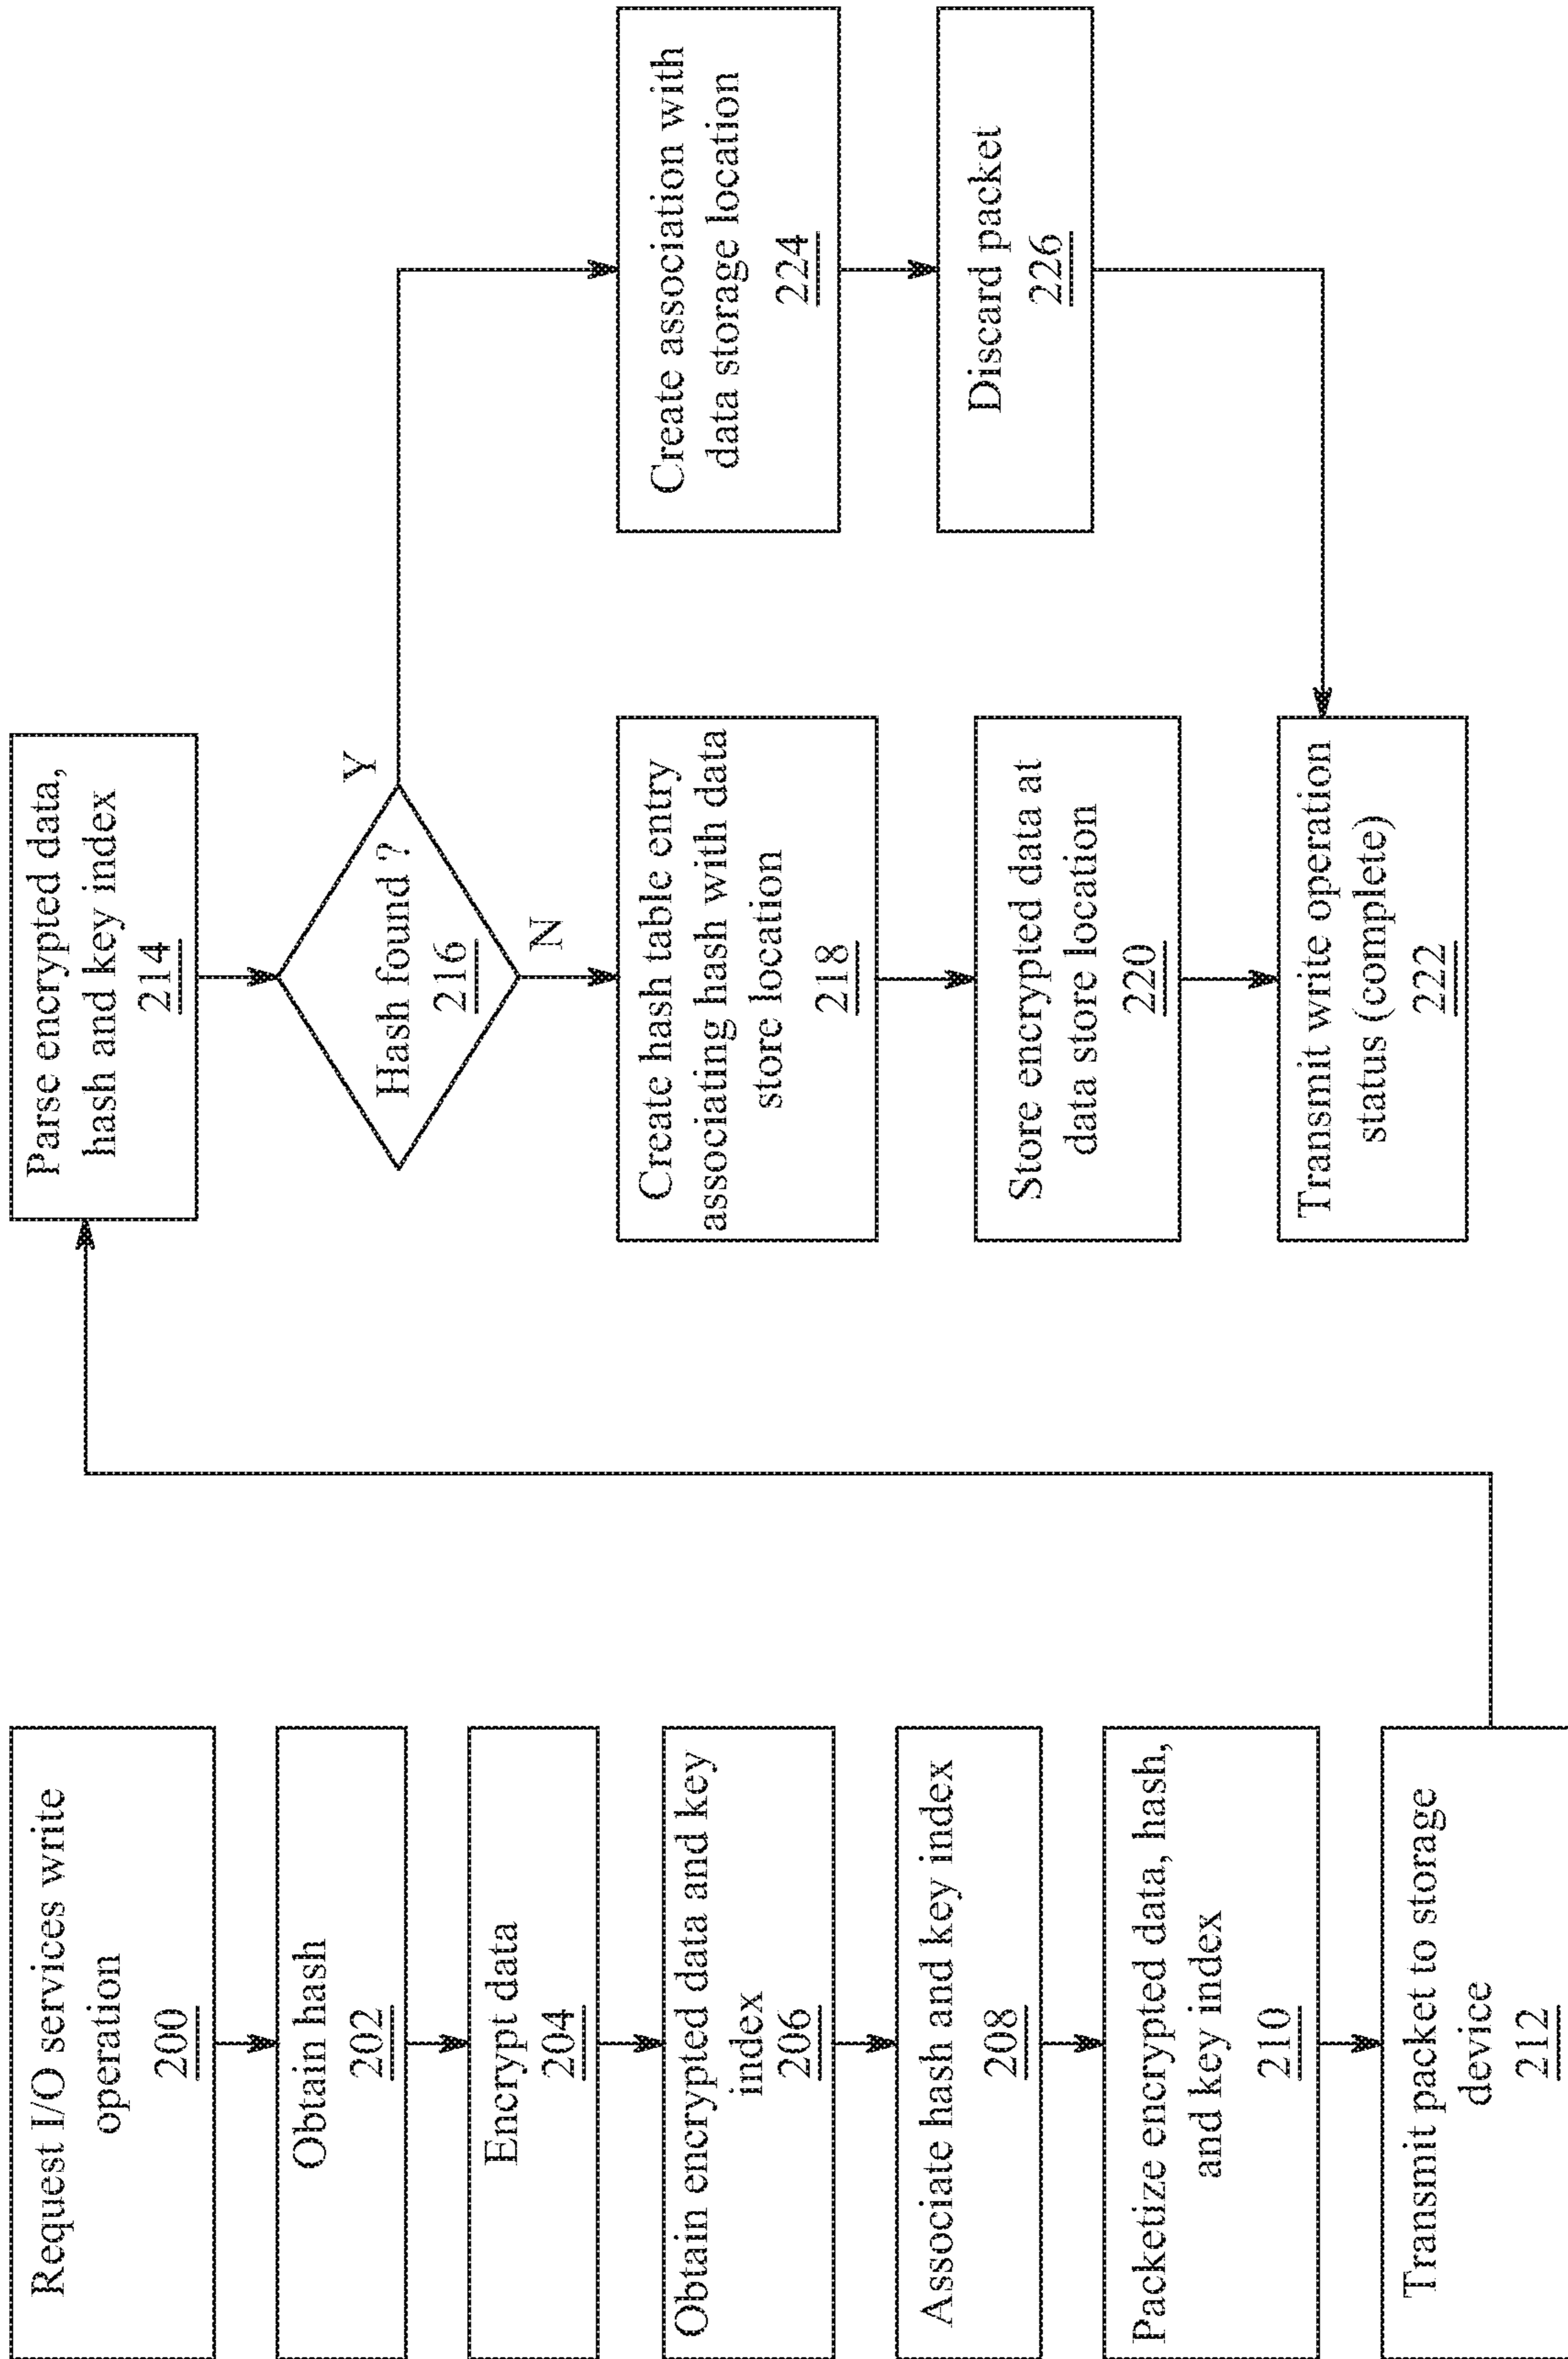 Request I/O services write
operation
200
Obtain hash
202
Encrypt data
204
Obtain encrypted data and key
index
206
Associate hash and key index
208
Packetize encrypted data, hash,
and key index
210
Transmit packet to storage
device
212
Parse encrypted data,
hash and key index
214
Hash found ?
216
Y
N
Create hash table entry
associating hash with data
store location
218
Store encrypted data at
data store location
220
Transmit write operation
status (complete)
222
Create association with
data storage location
224
Discard packet
226